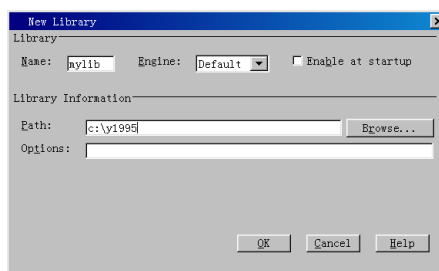 New Library
Library
Name: mylib Engine: Default Enable at startup
Library Information
Path: c:\y1995 Browse...
Options:
OK Cancel Help